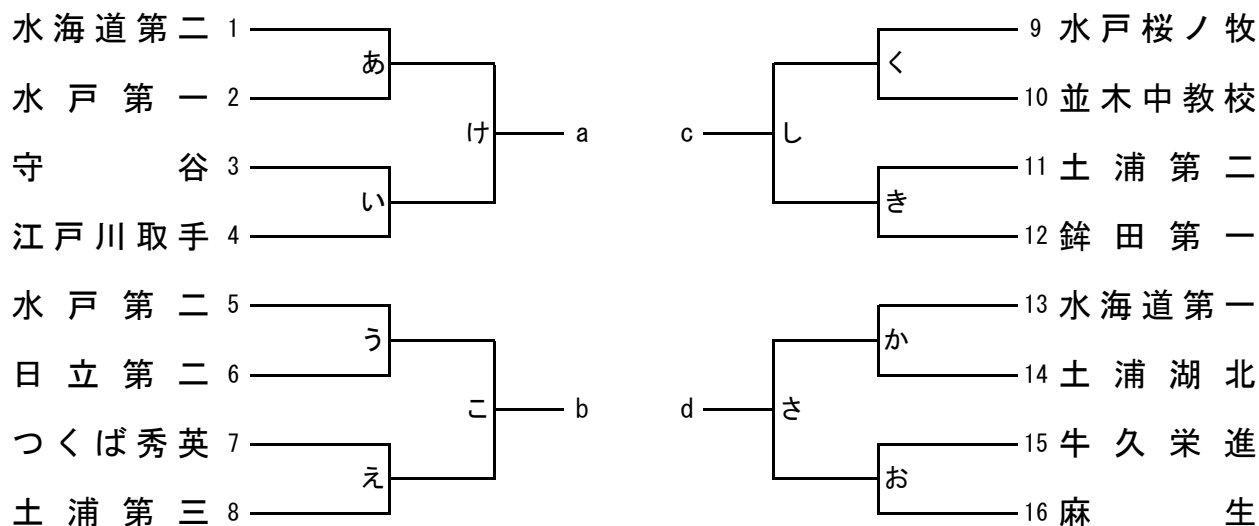 水海道第二 1
あ
水戸第一 2
け a
守谷 3
い
江戸川取手 4
水戸第二 5
う
日立第二 6
こ b
つくば秀英 7
え
土浦第三 8
9 水戸桜ノ牧
く
10 並木中教校
c し
11 土浦第二
き
12 鉾田第一
13 水海道第一
か
14 土浦湖北
d さ
15 牛久栄進
お
16 麻生